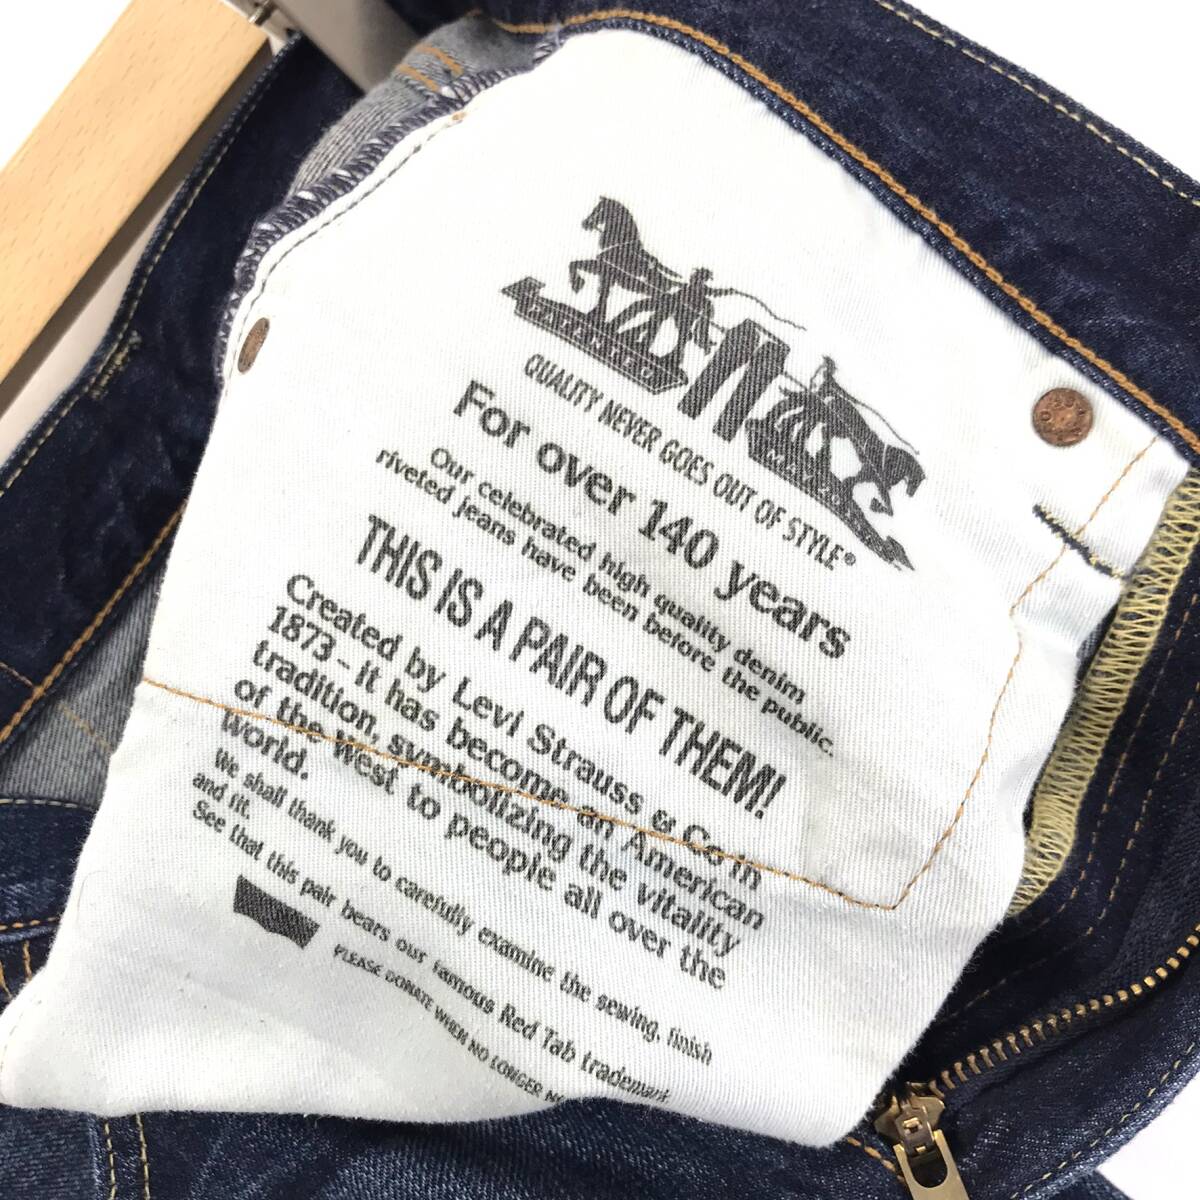 PATENTED
QUALITY NEVER GOES OUT OF STYLE®
For over 140 years
Our celebrated high quality denim
riveted jeans have been before the public.
THIS IS A PAIR OF THEM!
Created by Levi Strauss & Co in
1873 - it has become an American
tradition, symbolizing the vitality
of the West to people all over the
world.
We shall thank you to carefully examine the sewing, finish
and fit.
See that this pair bears our famous Red Tab trademark
PLEASE DONATE WHEN NO LONGER